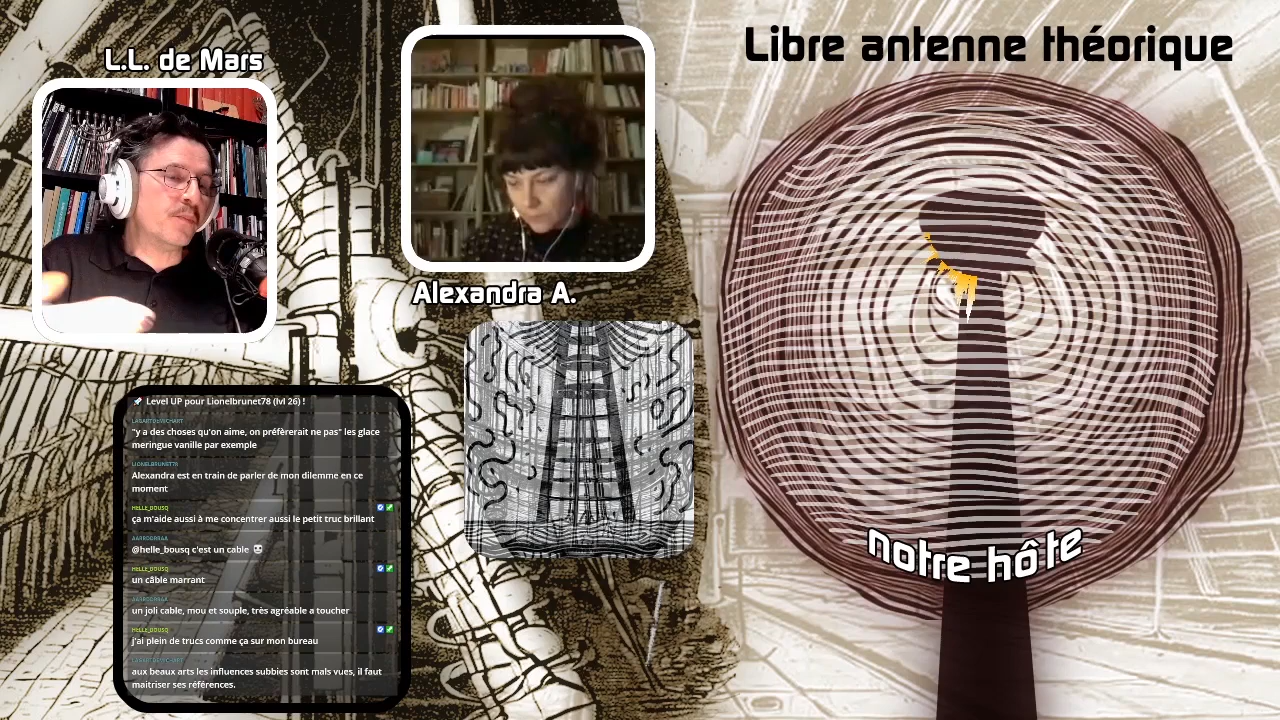 L.L. de Mars
Libre antenne théorique
Alexandra A.
Level UP pour Lionelbrunet78 (lvl 26) !
"y a des choses qu'on aime, on préfèrerait ne pas" les glace
meringue vanille par exemple
LIONELBRUNET78
Alexandra est en train de parler de mon dilemme en ce
moment
HELLE_BOUSQ
ça m'aide aussi à me concentrer aussi le petit truc brillant
@helle_bousq c'est un cable
HELLE_BOUSQ
un câble marrant
un joli cable, mou et souple, très agréable a toucher
HELLE_BOUSQ
j'ai plein de trucs comme ça sur mon bureau
aux beaux arts les influences subbies sont mals vues, il faut
maitriser ses références.
notre hôte